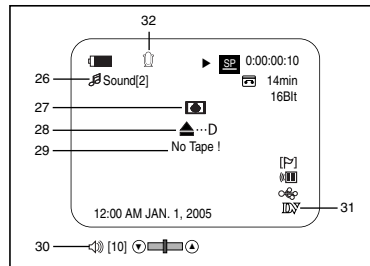 32
SP 0:00:00:10
26 Sound[2] 14min
16BIt
27
28 ...D
29 No Tape !
12:00 AM JAN. 1, 2005 31
30 [10]